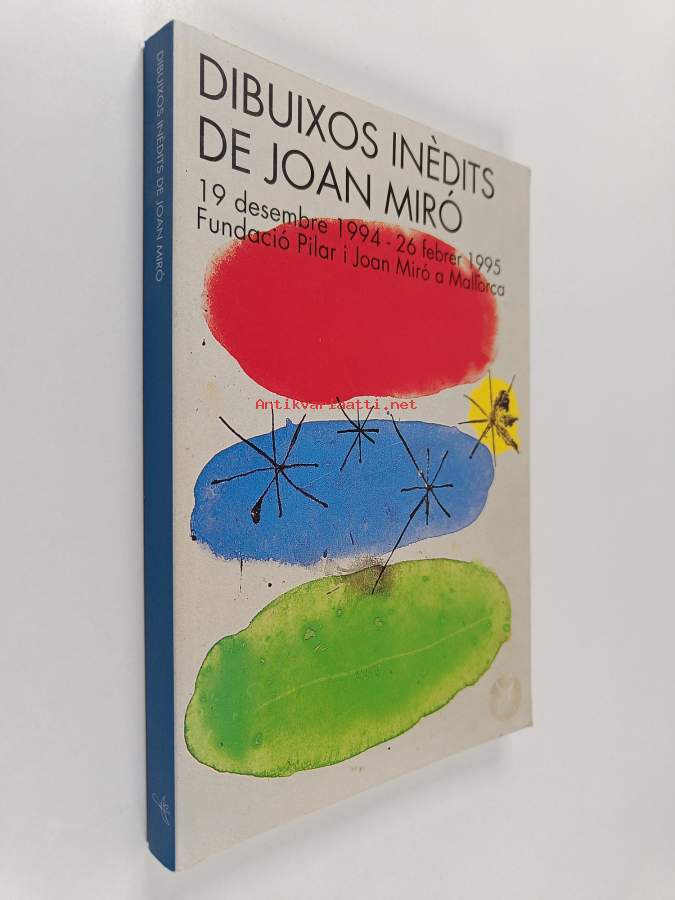 DIBUIXOS INÈDITS DE JOAN MIRÓ
DIBUIXOS INÈDITS
DE JOAN MIRÓ
19 desembre 1994 - 26 febrer 1995
Fundació Pilar i Joan Miró a Mallorca
Antikvariaatti.net